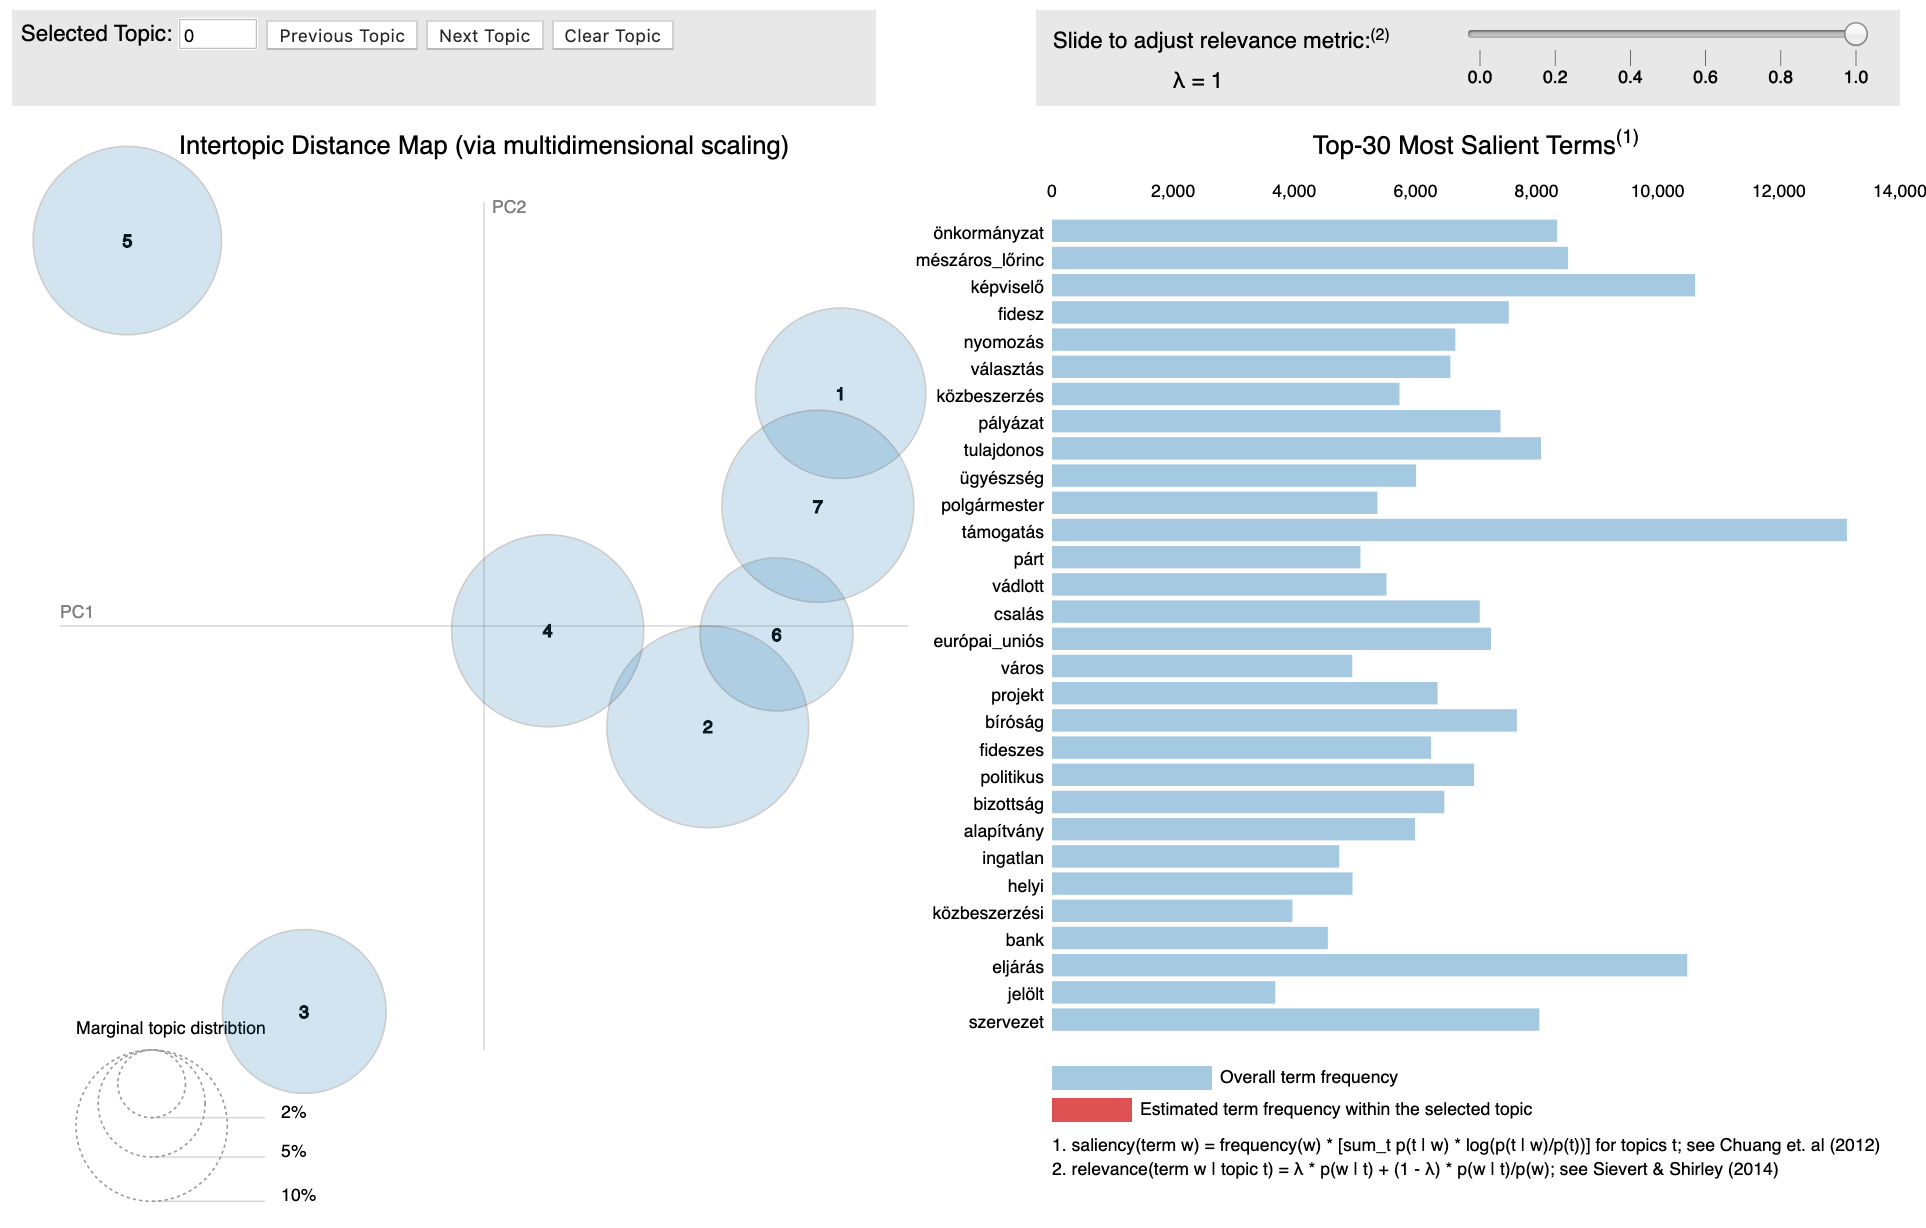 Selected Topic: 0 Previous Topic Next Topic Clear Topic
Slide to adjust relevance metric:(2)
λ = 1
0.0 0.2 0.4 0.6 0.8 1.0
Intertopic Distance Map (via multidimensional scaling)
PC2
PC1
5
1
7
4
6
2
3
Marginal topic distribtion
2%
5%
10%
Top-30 Most Salient Terms(1)
0 2,000 4,000 6,000 8,000 10,000 12,000 14,000
önkormányzat
mészáros_lőrinc
képviselő
fidesz
nyomozás
választás
közbeszerzés
pályázat
tulajdonos
ügyészség
polgármester
támogatás
párt
vádlott
csalás
európai_uniós
város
projekt
bíróság
fideszes
politikus
bizottság
alapítvány
ingatlan
helyi
közbeszerzési
bank
eljárás
jelölt
szervezet
Overall term frequency
Estimated term frequency within the selected topic
1. saliency(term w) = frequency(w) * [sum_t p(t | w) * log(p(t | w)/p(t))] for topics t; see Chuang et. al (2012)
2. relevance(term w | topic t) = λ * p(w | t) + (1 - λ) * p(w | t)/p(w); see Sievert & Shirley (2014)